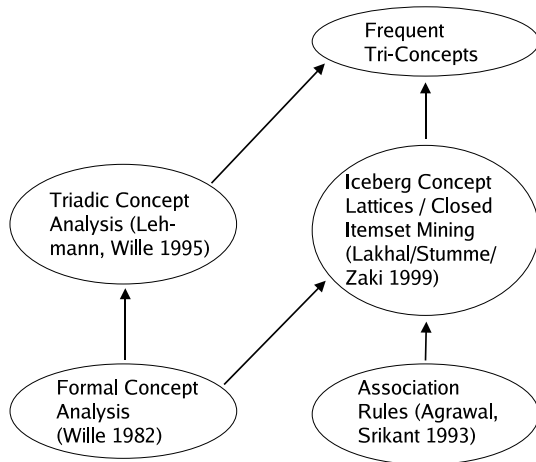 Frequent
Tri-Concepts
Triadic Concept
Analysis (Leh-
mann, Wille 1995)
Iceberg Concept
Lattices / Closed
Itemset Mining
(Lakhal/Stumme/
Zaki 1999)
Formal Concept
Analysis
(Wille 1982)
Association
Rules (Agrawal,
Srikant 1993)